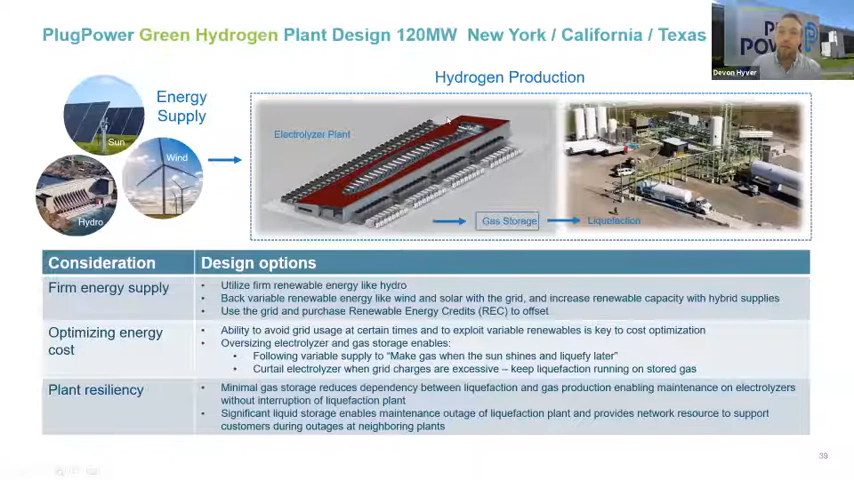 PlugPower Green Hydrogen Plant Design 120MW New York / California / Texas
Devon Hyver
Hydrogen Production
Energy
Supply
Sun
Wind
Hydro
Electrolyzer Plant
Gas Storage
Liquefaction
Consideration
Design options
Firm energy supply
• Utilize firm renewable energy like hydro
• Back variable renewable energy like wind and solar with the grid, and increase renewable capacity with hybrid supplies
• Use the grid and purchase Renewable Energy Credits (REC) to offset
Optimizing energy
cost
• Ability to avoid grid usage at certain times and to exploit variable renewables is key to cost optimization
• Oversizing electrolyzer and gas storage enables:
• Following variable supply to “Make gas when the sun shines and liquefy later”
• Curtail electrolyzer when grid charges are excessive – keep liquefaction running on stored gas
Plant resiliency
• Minimal gas storage reduces dependency between liquefaction and gas production enabling maintenance on electrolyzers
without interruption of liquefaction plant
• Significant liquid storage enables maintenance outage of liquefaction plant and provides network resource to support
customers during outages at neighboring plants
39